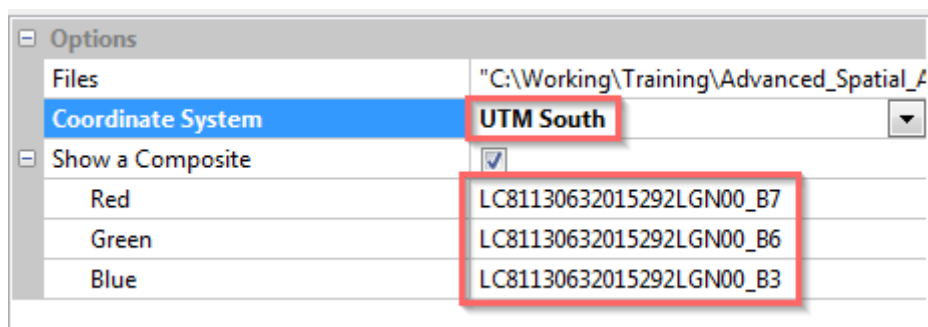 Options
Files "C:\Working\Training\Advanced_Spatial_A
Coordinate System UTM South
Show a Composite
Red LC81130632015292LGN00_B7
Green LC81130632015292LGN00_B6
Blue LC81130632015292LGN00_B3